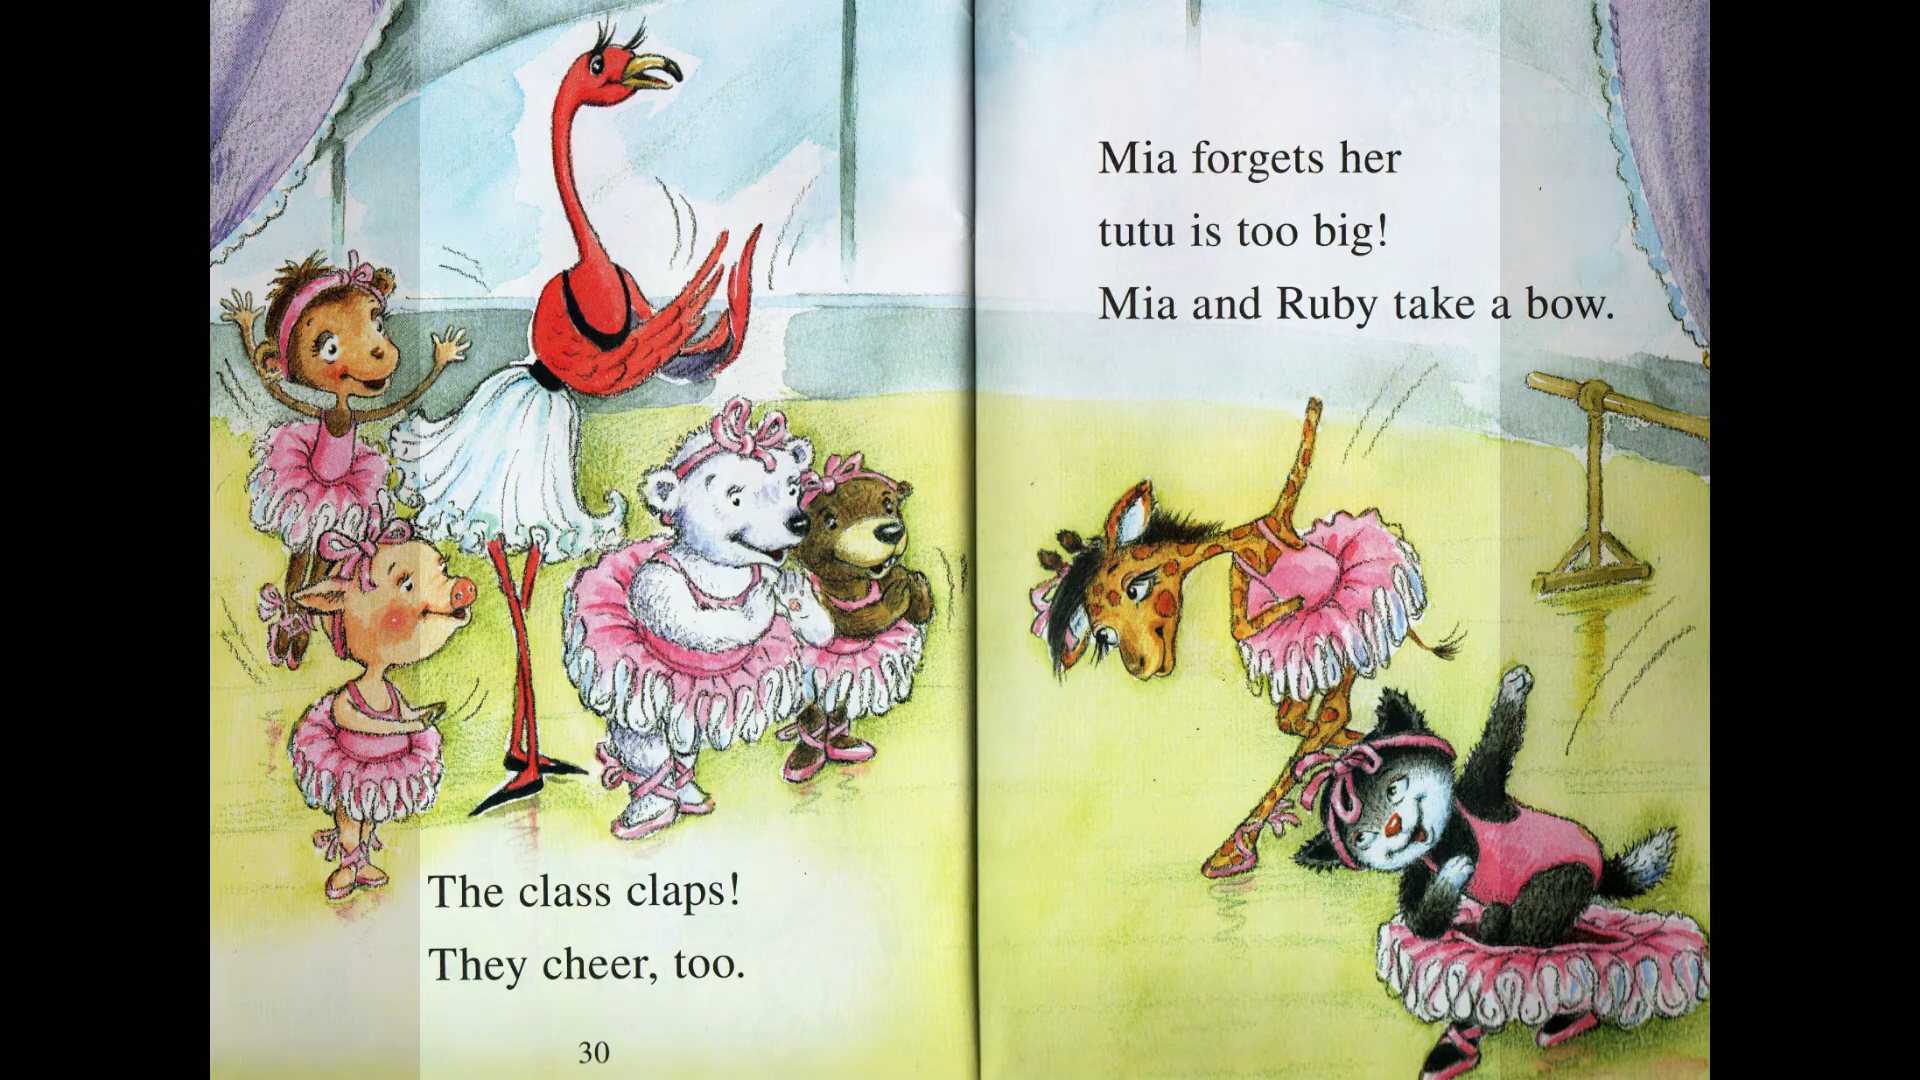 The class claps!
They cheer, too.
30
Mia forgets her
tutu is too big!
Mia and Ruby take a bow.